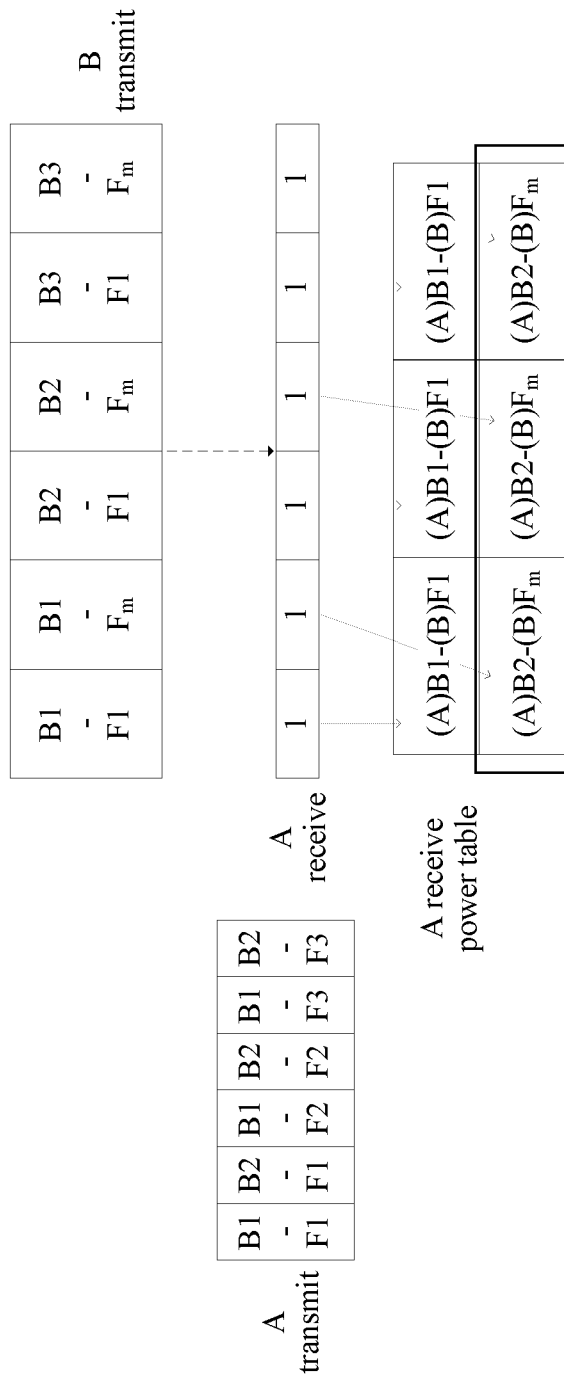 B1
-
F1
B1
-
Fₘ
B2
-
F1
B2
-
Fₘ
B3
-
F1
B3
-
Fₘ
B
transmit
A
transmit
B1
-
F1
B2
-
F1
B1
-
F2
B2
-
F2
B1
-
F3
B2
-
F3
A
receive
1 1 1 1 1 1
A receive
power table
(A)B1-(B)F1 (A)B1-(B)F1 (A)B1-(B)F1
(A)B2-(B)Fₘ (A)B2-(B)Fₘ (A)B2-(B)Fₘ